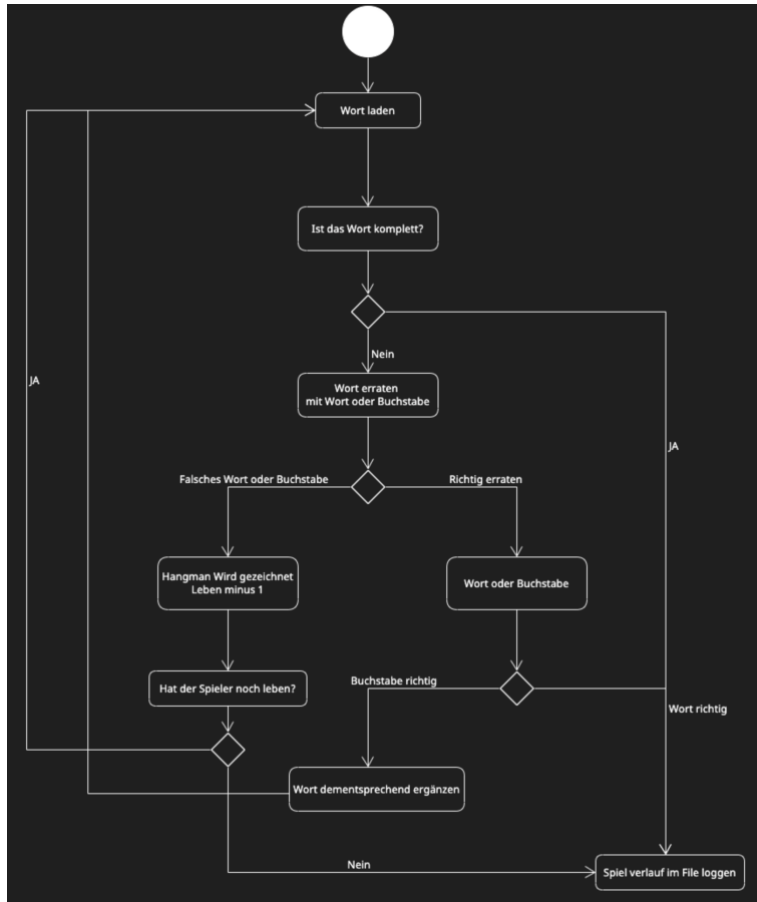 Wort laden
Ist das Wort komplett?
Nein
JA
Wort erraten
mit Wort oder Buchstabe
JA
Falsches Wort oder Buchstabe
Richtig erraten
Hangman Wird gezeichnet
Leben minus 1
Wort oder Buchstabe
Hat der Spieler noch leben?
Buchstabe richtig
Wort richtig
Wort dementsprechend ergänzen
Nein
Spiel verlauf im File loggen